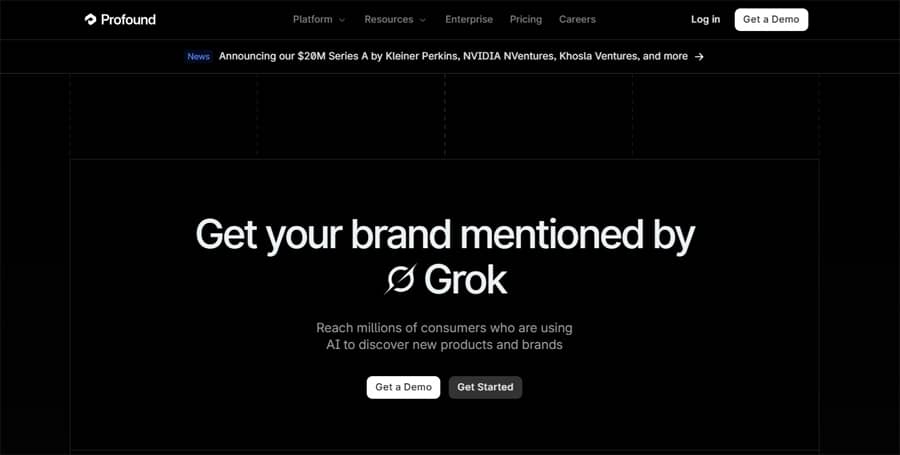 Profound
Platform
Resources
Enterprise
Pricing
Careers
Log in
Get a Demo
News
Announcing our $20M Series A by Kleiner Perkins, NVIDIA NVentures, Khosla Ventures, and more →
Get your brand mentioned by
Grok
Reach millions of consumers who are using
AI to discover new products and brands
Get a Demo
Get Started